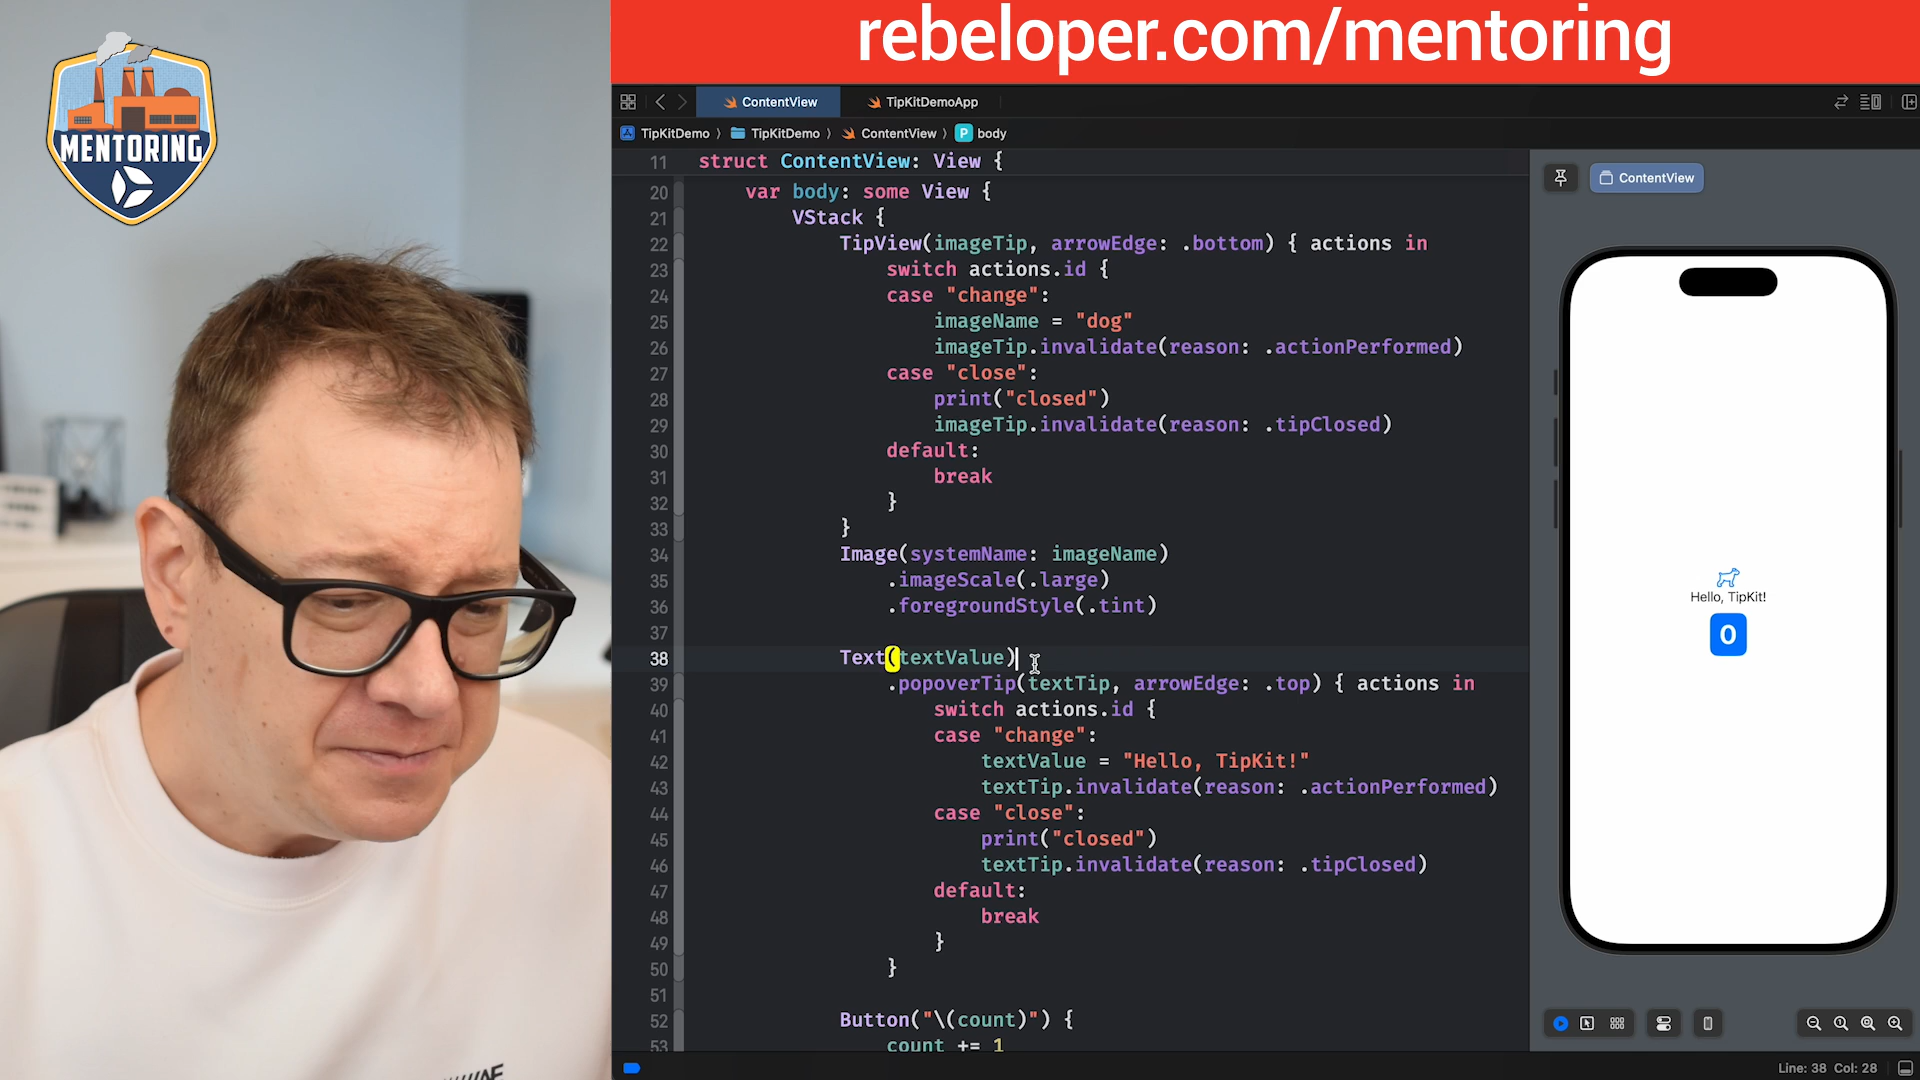 rebeloper.com/mentoring
MENTORING
ContentView
TipKitDemoApp
TipKitDemo
TipKitDemo
ContentView
P
body
11 struct ContentView: View {
20 var body: some View {
21 VStack {
22 TipView(imageTip, arrowEdge: .bottom) { actions in
23 switch actions.id {
24 case "change":
25 imageName = "dog"
26 imageTip.invalidate(reason: .actionPerformed)
27 case "close":
28 print("closed")
29 imageTip.invalidate(reason: .tipClosed)
30 default:
31 break
32 }
33 }
34 Image(systemName: imageName)
35 .imageScale(.large)
36 .foregroundStyle(.tint)
37
38 Text(textValue)
39 .popoverTip(textTip, arrowEdge: .top) { actions in
40 switch actions.id {
41 case "change":
42 textValue = "Hello, TipKit!"
43 textTip.invalidate(reason: .actionPerformed)
44 case "close":
45 print("closed")
46 textTip.invalidate(reason: .tipClosed)
47 default:
48 break
49 }
50 }
51
52 Button("\(count)") {
53 count += 1
ContentView
Hello, TipKit!
0
Line: 38 Col: 28